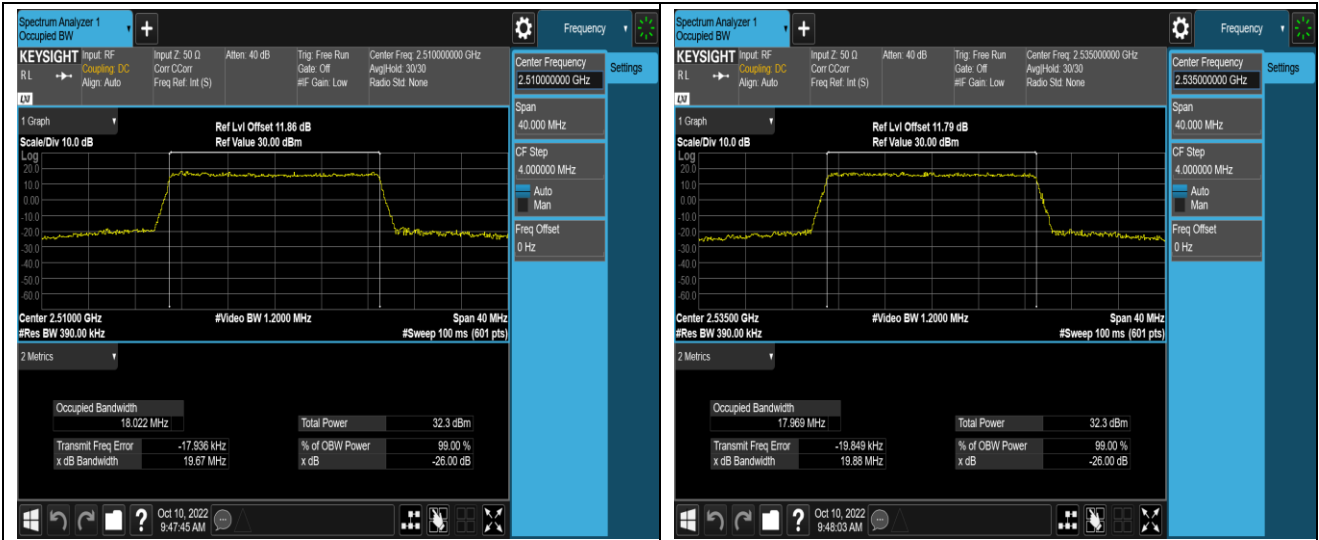 Spectrum Analyzer 1
Occupied BW
Frequency
KEYSIGHT Input: RF Input Z: 50 Ω Atten: 40 dB Trig: Free Run Center Freq: 2.510000000 GHz
Coupling: DC Corr CCorr Gate: Off Avg|Hold: 30/30
RL Align: Auto Freq Ref: Int (S) #IF Gain: Low Radio Std: None
LXI
Center Frequency
2.510000000 GHz
Settings
Span
40.000 MHz
CF Step
4.000000 MHz
Auto
Man
Freq Offset
0 Hz
1 Graph
Ref Lvl Offset 11.86 dB
Scale/Div 10.0 dB Ref Value 30.00 dBm
Log
20.0
10.0
0.00
-10.0
-20.0
-30.0
-40.0
-50.0
-60.0
Center 2.51000 GHz #Video BW 1.2000 MHz Span 40 MHz
#Res BW 390.00 kHz #Sweep 100 ms (601 pts)
2 Metrics
Occupied Bandwidth
18.022 MHz Total Power 32.3 dBm
Transmit Freq Error -17.936 kHz % of OBW Power 99.00 %
x dB Bandwidth 19.67 MHz x dB -26.00 dB
Oct 10, 2022
9:47:45 AM
Spectrum Analyzer 1
Occupied BW
Frequency
KEYSIGHT Input: RF Input Z: 50 Ω Atten: 40 dB Trig: Free Run Center Freq: 2.535000000 GHz
Coupling: DC Corr CCorr Gate: Off Avg|Hold: 30/30
RL Align: Auto Freq Ref: Int (S) #IF Gain: Low Radio Std: None
LXI
Center Frequency
2.535000000 GHz
Settings
Span
40.000 MHz
CF Step
4.000000 MHz
Auto
Man
Freq Offset
0 Hz
1 Graph
Ref Lvl Offset 11.79 dB
Scale/Div 10.0 dB Ref Value 30.00 dBm
Log
20.0
10.0
0.00
-10.0
-20.0
-30.0
-40.0
-50.0
-60.0
Center 2.53500 GHz #Video BW 1.2000 MHz Span 40 MHz
#Res BW 390.00 kHz #Sweep 100 ms (601 pts)
2 Metrics
Occupied Bandwidth
17.969 MHz Total Power 32.3 dBm
Transmit Freq Error -19.849 kHz % of OBW Power 99.00 %
x dB Bandwidth 19.88 MHz x dB -26.00 dB
Oct 10, 2022
9:48:03 AM